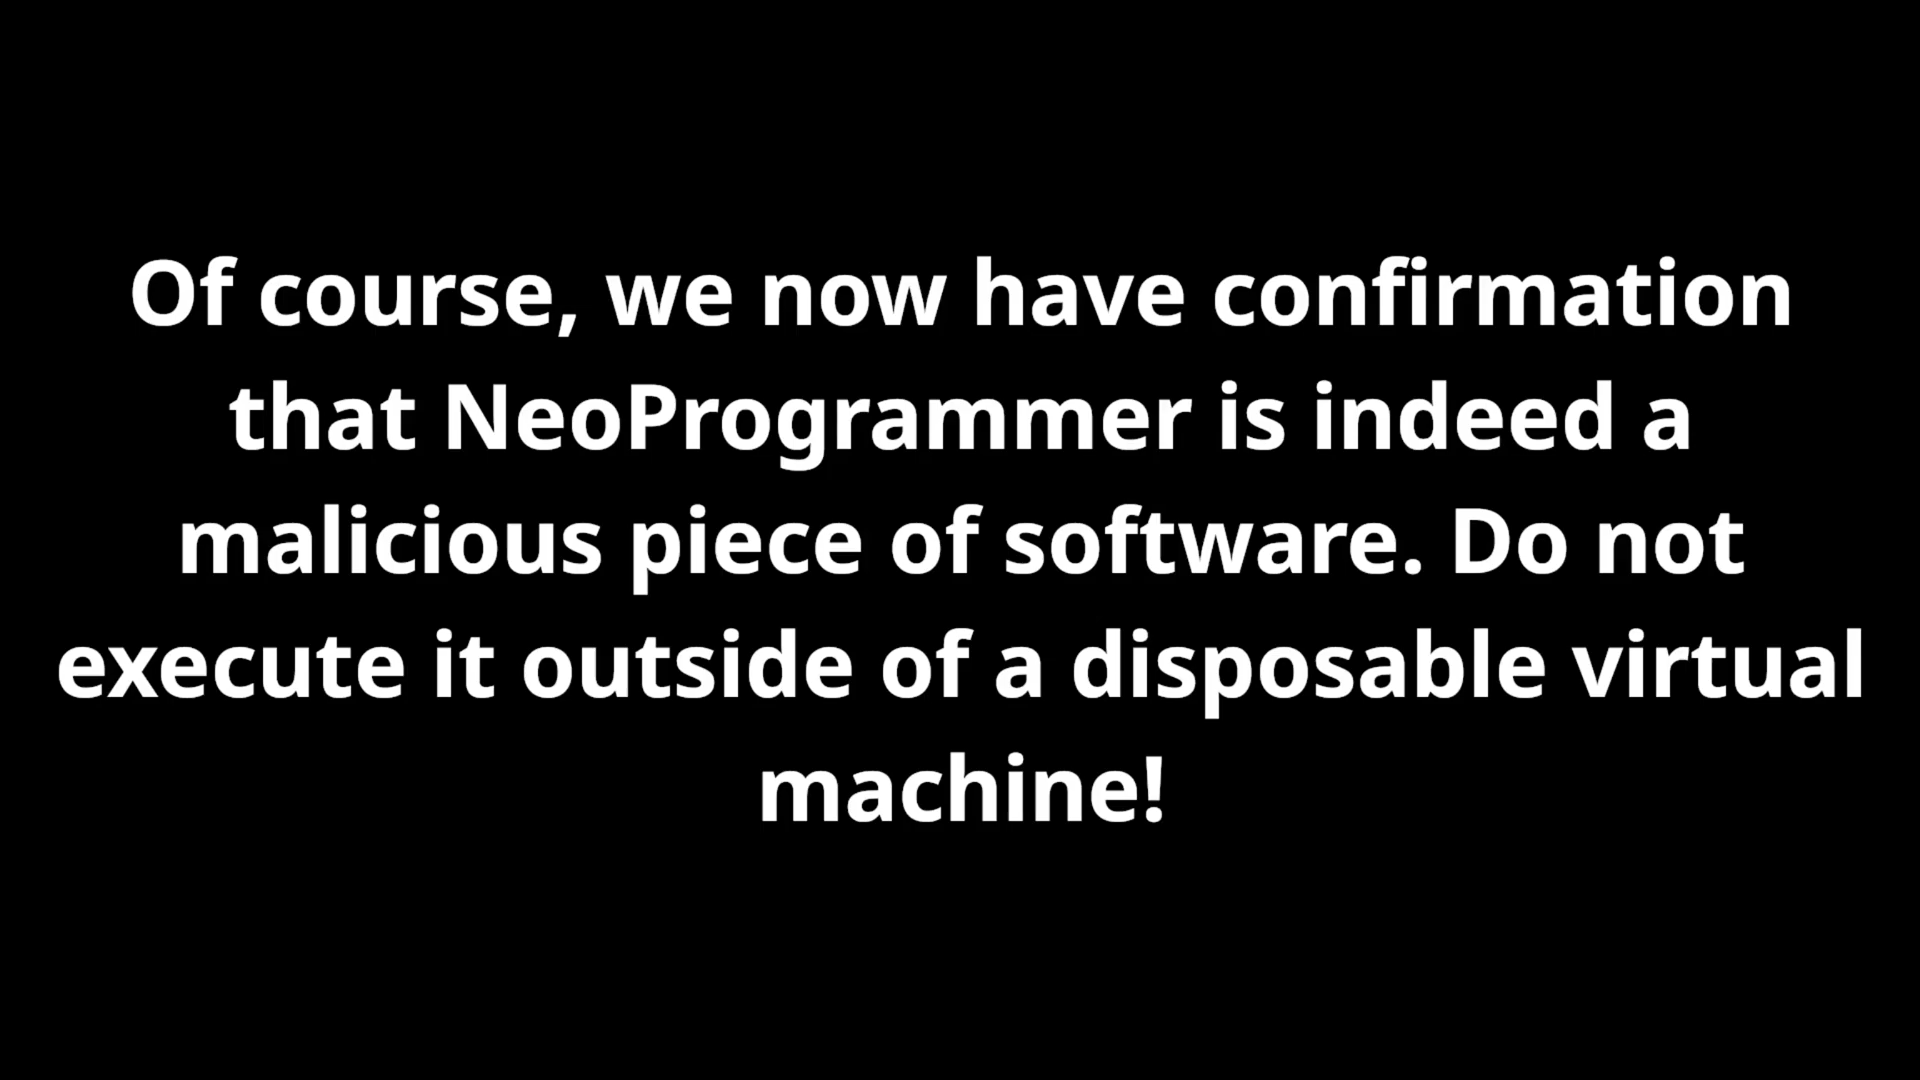 Of course, we now have confirmation
that NeoProgrammer is indeed a
malicious piece of software. Do not
execute it outside of a disposable virtual
machine!